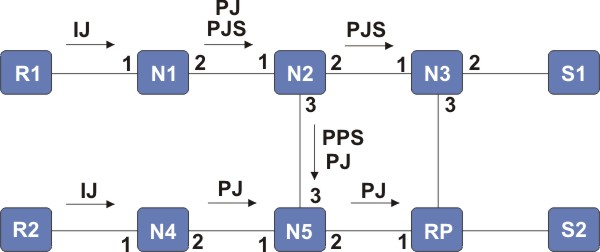 PJ
IJ PJS PJS
R1 1 N1 2 1 N2 2 1 N3 2 S1
3 3
PPS
PJ
IJ PJ 3 PJ
R2 1 N4 2 1 N5 2 1 RP S2